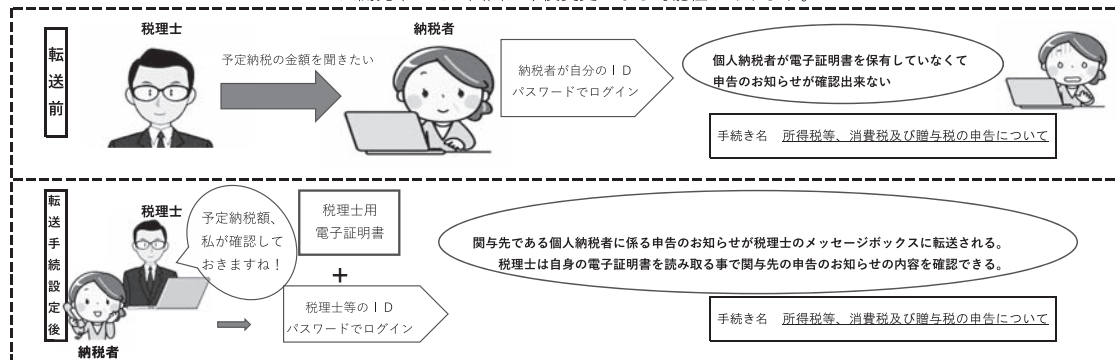 転送前
税理士
予定納税の金額を聞きたい
納税者
納税者が自分のＩＤ
パスワードでログイン
個人納税者が電子証明書を保有していなくて
申告のお知らせが確認出来ない
手続き名　所得税等、消費税及び贈与税の申告について
転送手続設定後
税理士
納税者
予定納税額、
私が確認して
おきますね！
税理士用
電子証明書
+
税理士等のＩＤ
パスワードでログイン
関与先である個人納税者に係る申告のお知らせが税理士のメッセージボックスに転送される。
税理士は自身の電子証明書を読み取る事で関与先の申告のお知らせの内容を確認できる。
手続き名　所得税等、消費税及び贈与税の申告について